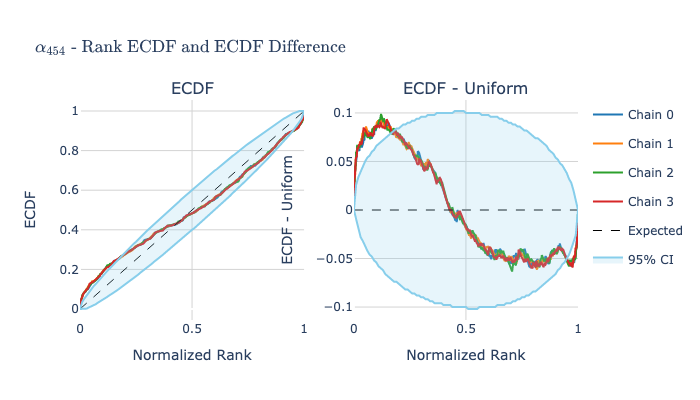 α454 - Rank ECDF and ECDF Difference
ECDF
ECDF - Uniform
ECDF
1
0.8
0.6
0.4
0.2
0
0
0.5
1
Normalized Rank
ECDF - Uniform
0.1
0.05
0
−0.05
−0.1
0
0.5
1
Normalized Rank
Chain 0
Chain 1
Chain 2
Chain 3
Expected
95% CI